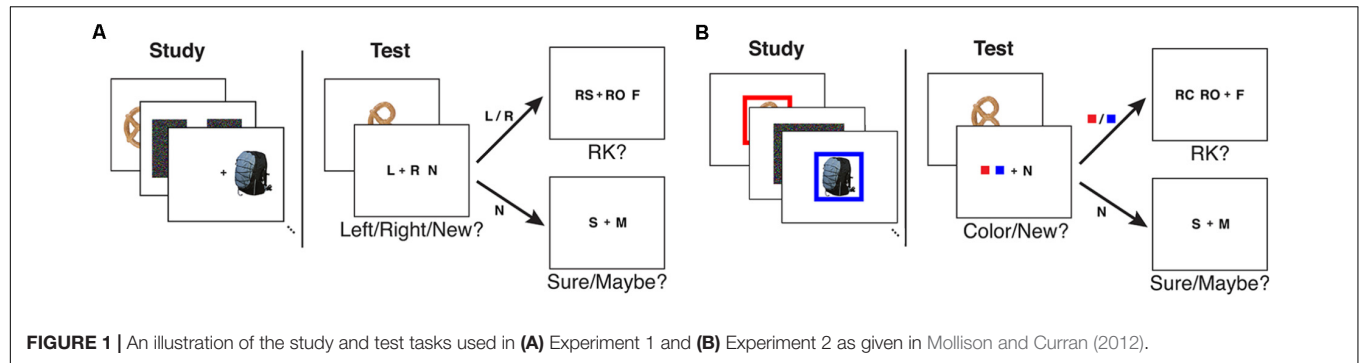 A
Study
Test
+
L + R N
Left/Right/New?
L / R
N
RS + RO F
RK?
S + M
Sure/Maybe?
B
Study
Test
+ N
Color/New?
/
N
RC RO + F
RK?
S + M
Sure/Maybe?
FIGURE 1 | An illustration of the study and test tasks used in (A) Experiment 1 and (B) Experiment 2 as given in Mollison and Curran (2012).